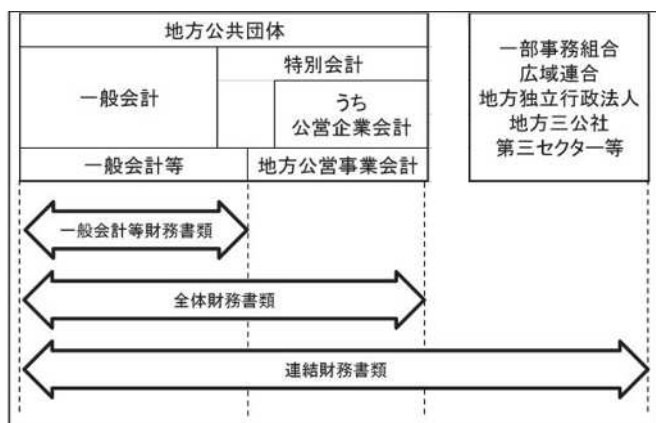 地方公共団体
一般会計
特別会計
うち
公営企業会計
一般会計等
地方公営事業会計
一部事務組合
広域連合
地方独立行政法人
地方三公社
第三セクター等
一般会計等財務書類
全体財務書類
連結財務書類